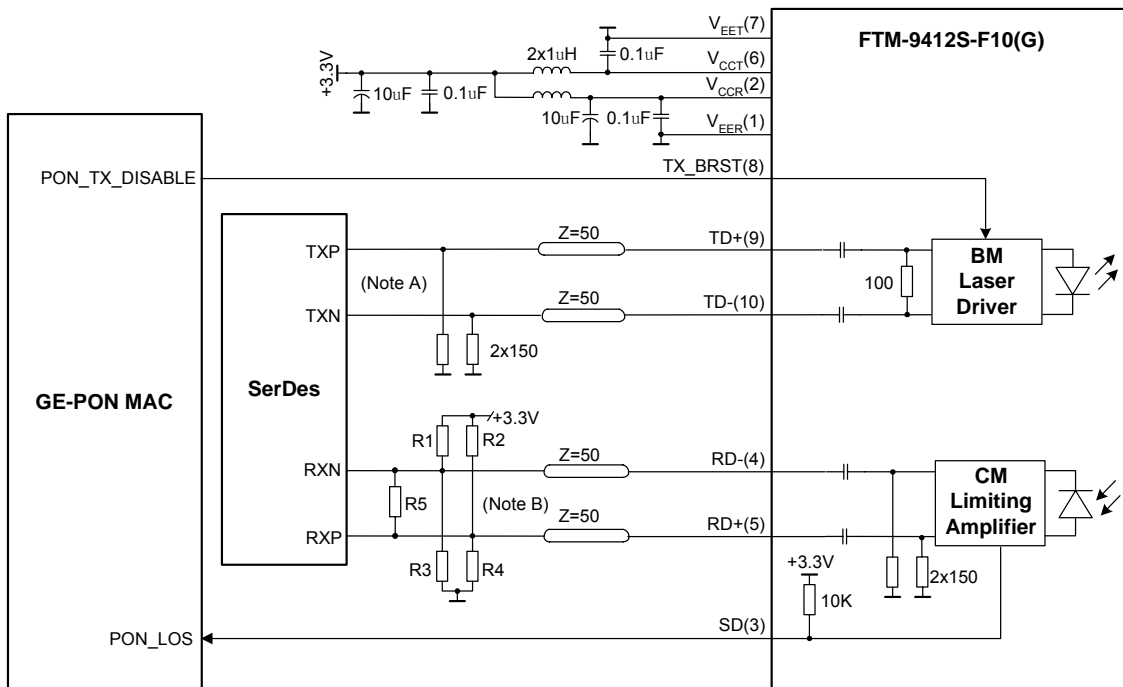 V_EET(7)
FTM-9412S-F10(G)
2x1uH
0.1uF
V_CCT(6)
+3.3V
10uF
0.1uF
V_CCR(2)
10uF
0.1uF
V_EER(1)
PON_TX_DISABLE
TX_BRST(8)
TXP
Z=50
TD+(9)
(Note A)
100
BM
Laser
Driver
TXN
Z=50
TD-(10)
2x150
GE-PON MAC
SerDes
+3.3V
R1
R2
RXN
Z=50
RD-(4)
R5
(Note B)
CM
Limiting
Amplifier
RXP
Z=50
RD+(5)
R3
R4
+3.3V
2x150
10K
PON_LOS
SD(3)